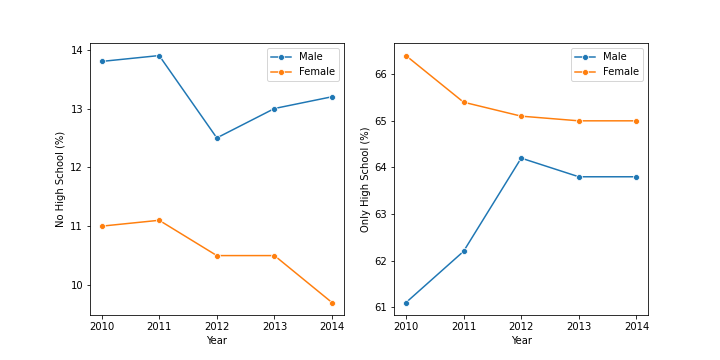 14
13
12
11
10
No High School (%)
2010 2011 2012 2013 2014
Year
Male
Female
66
65
64
63
62
61
Only High School (%)
2010 2011 2012 2013 2014
Year
Male
Female